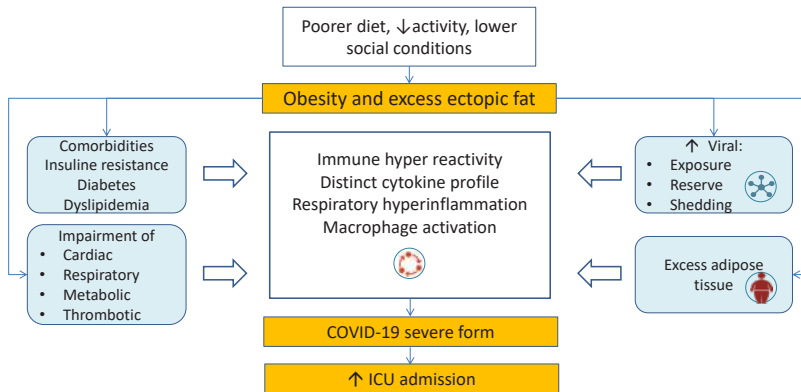 Poorer diet, ↓activity, lower
social conditions
Obesity and excess ectopic fat
Comorbidities
Insuline resistance
Diabetes
Dyslipidemia
Impairment of
• Cardiac
• Respiratory
• Metabolic
• Thrombotic
Immune hyper reactivity
Distinct cytokine profile
Respiratory hyperinflammation
Macrophage activation
↑ Viral:
• Exposure
• Reserve
• Shedding
Excess adipose
tissue
COVID-19 severe form
↑ ICU admission